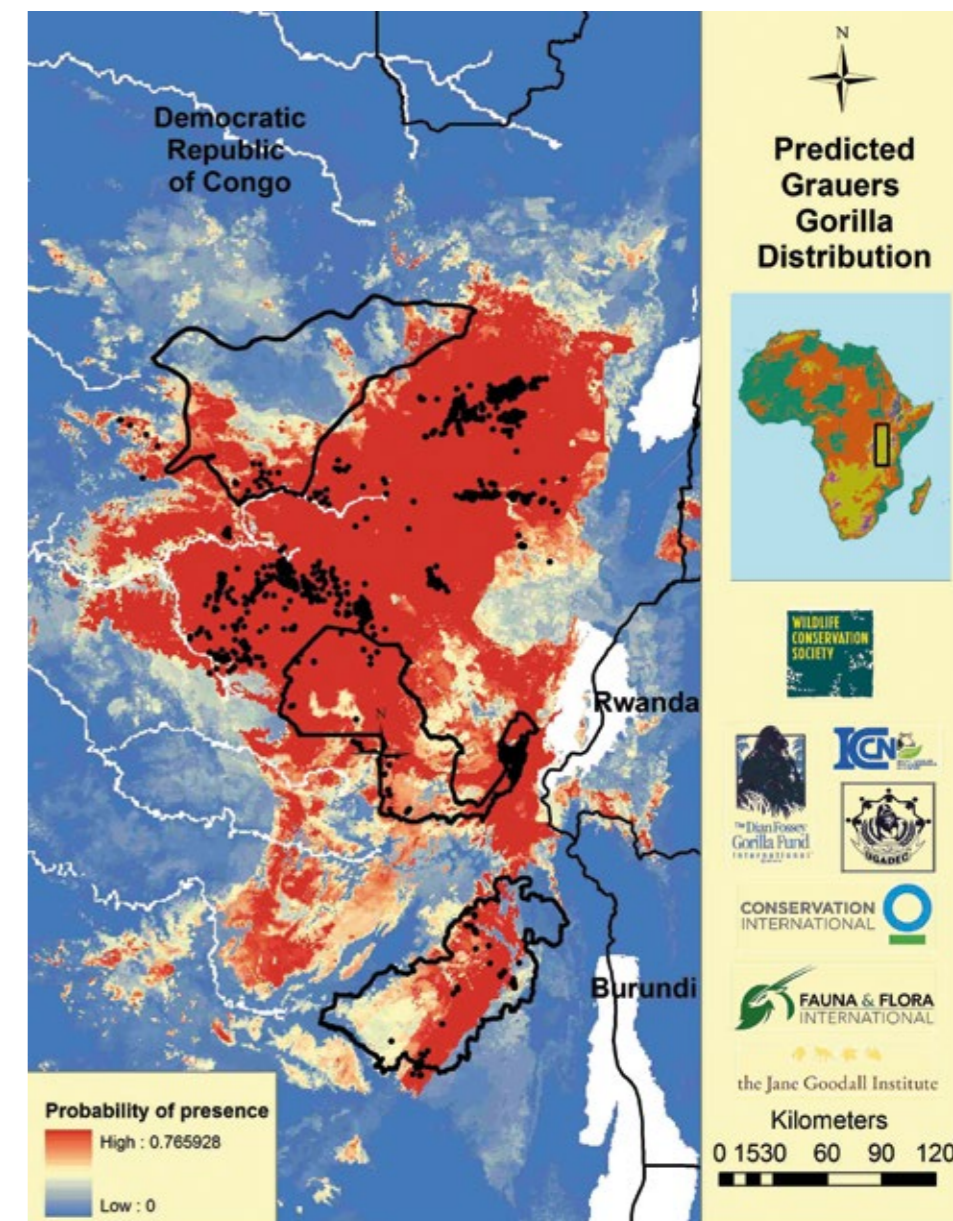 Democratic
Republic
of Congo
Rwanda
Burundi
N
Probability of presence
High : 0.765928
Low : 0
N
Predicted
Grauers
Gorilla
Distribution
WILDLIFE
CONSERVATION
SOCIETY
The Dian Fossey
Gorilla Fund
International
ICCN
UGADEC
CONSERVATION
INTERNATIONAL
FAUNA & FLORA
INTERNATIONAL
the Jane Goodall Institute
Kilometers
0 1530 60 90 120